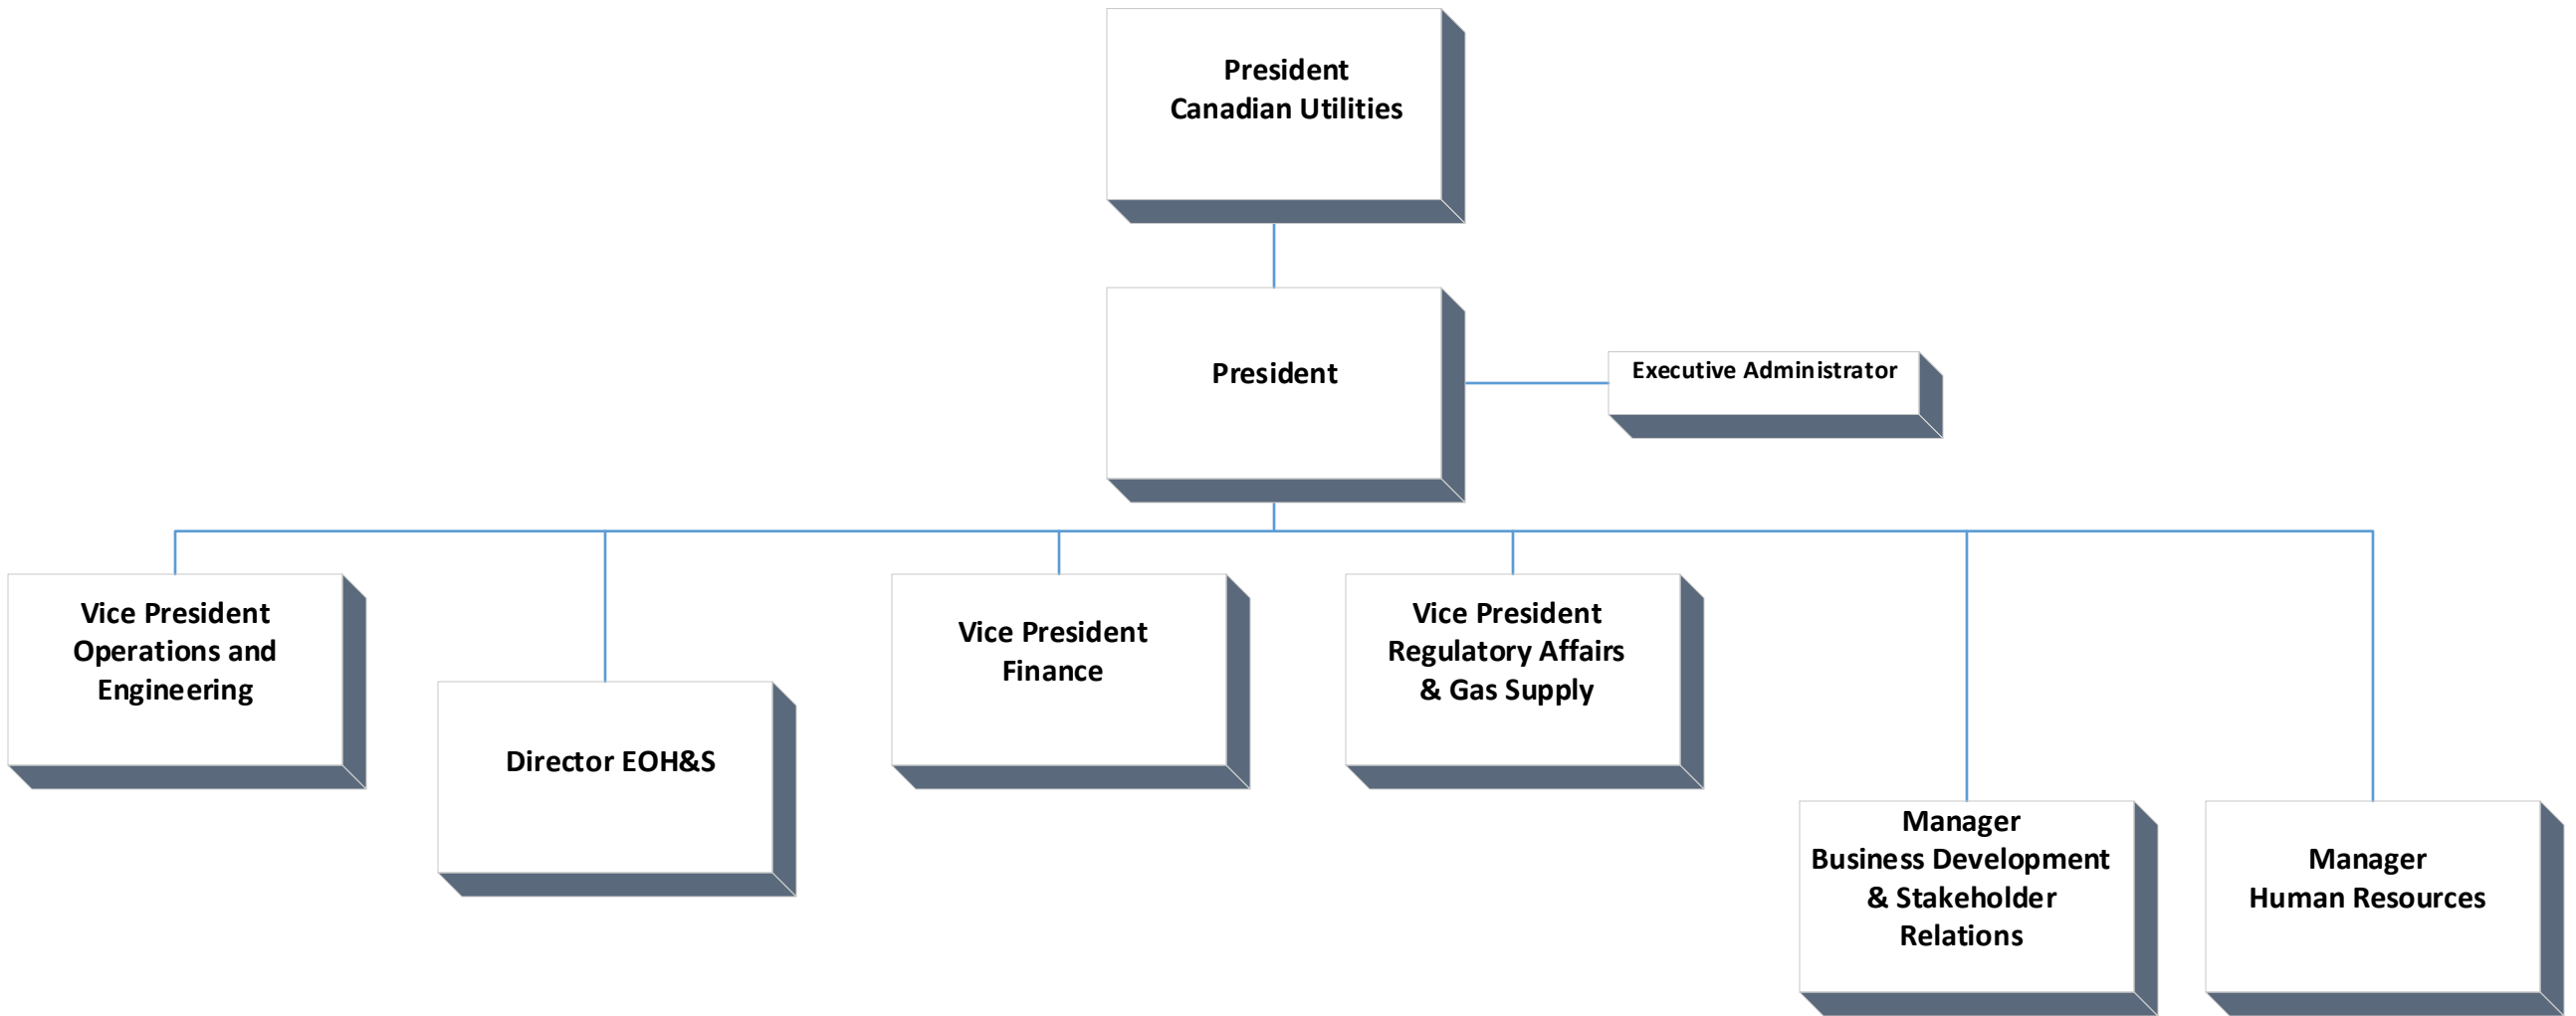 President
Canadian Utilities
President
Executive Administrator
Vice President
Operations and
Engineering
Director EOH&S
Vice President
Finance
Vice President
Regulatory Affairs
& Gas Supply
Manager
Business Development
& Stakeholder
Relations
Manager
Human Resources